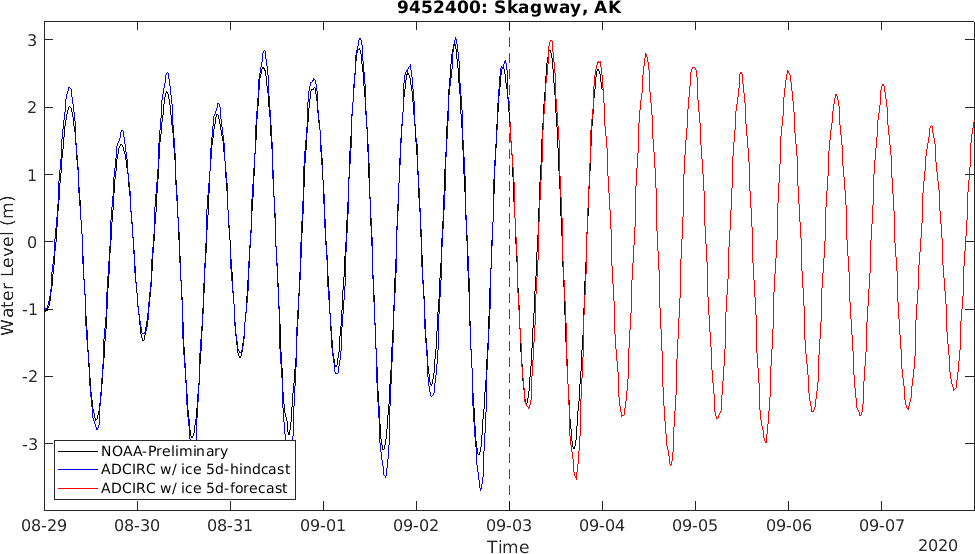 9452400: Skagway, AK
3
2
1
0
-1
-2
-3
Water Level (m)
NOAA-Preliminary
ADCIRC w/ ice 5d-hindcast
ADCIRC w/ ice 5d-forecast
08-29 08-30 08-31 09-01 09-02 09-03 09-04 09-05 09-06 09-07
Time
2020